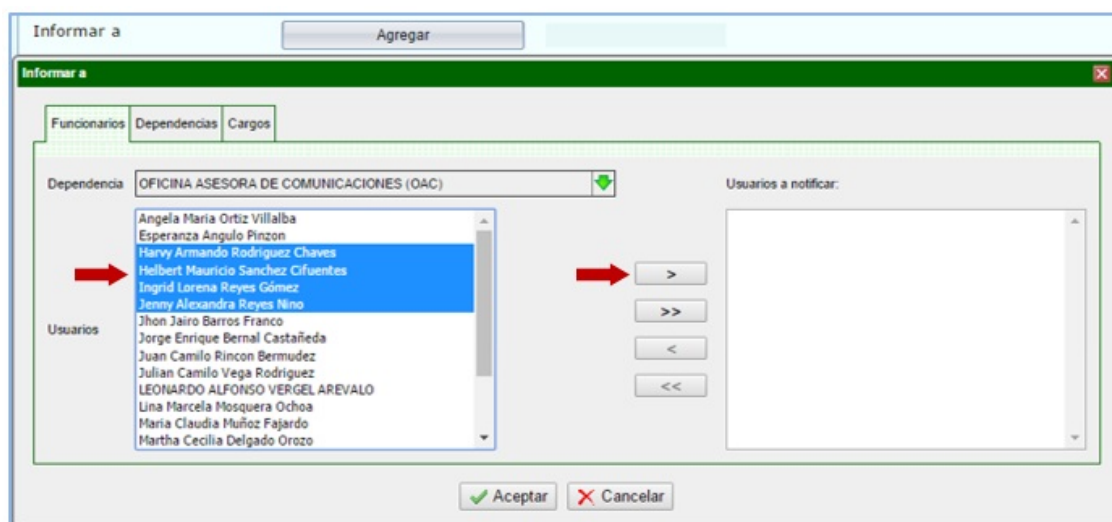 Informar a
Agregar
Informar a
Funcionarios Dependencias Cargos
Dependencia OFICINA ASESORA DE COMUNICACIONES (OAC)
Usuarios a notificar:
Angela Maria Ortiz Villalba
Esperanza Angulo Pinzon
Harvy Armando Rodriguez Chaves
Helbert Mauricio Sanchez Cifuentes
Ingrid Lorena Reyes Gómez
Jenny Alexandra Reyes Nino
Jhon Jairo Barros Franco
Usuarios
Jorge Enrique Bernal Castañeda
Juan Camilo Rincon Bermudez
Julian Camilo Vega Rodriguez
LEONARDO ALFONSO VERGEL AREVALO
Lina Marcela Mosquera Ochoa
Maria Claudia Muñoz Fajardo
Martha Cecilia Delgado Orozo
>
>>
<
<<
Aceptar
Cancelar